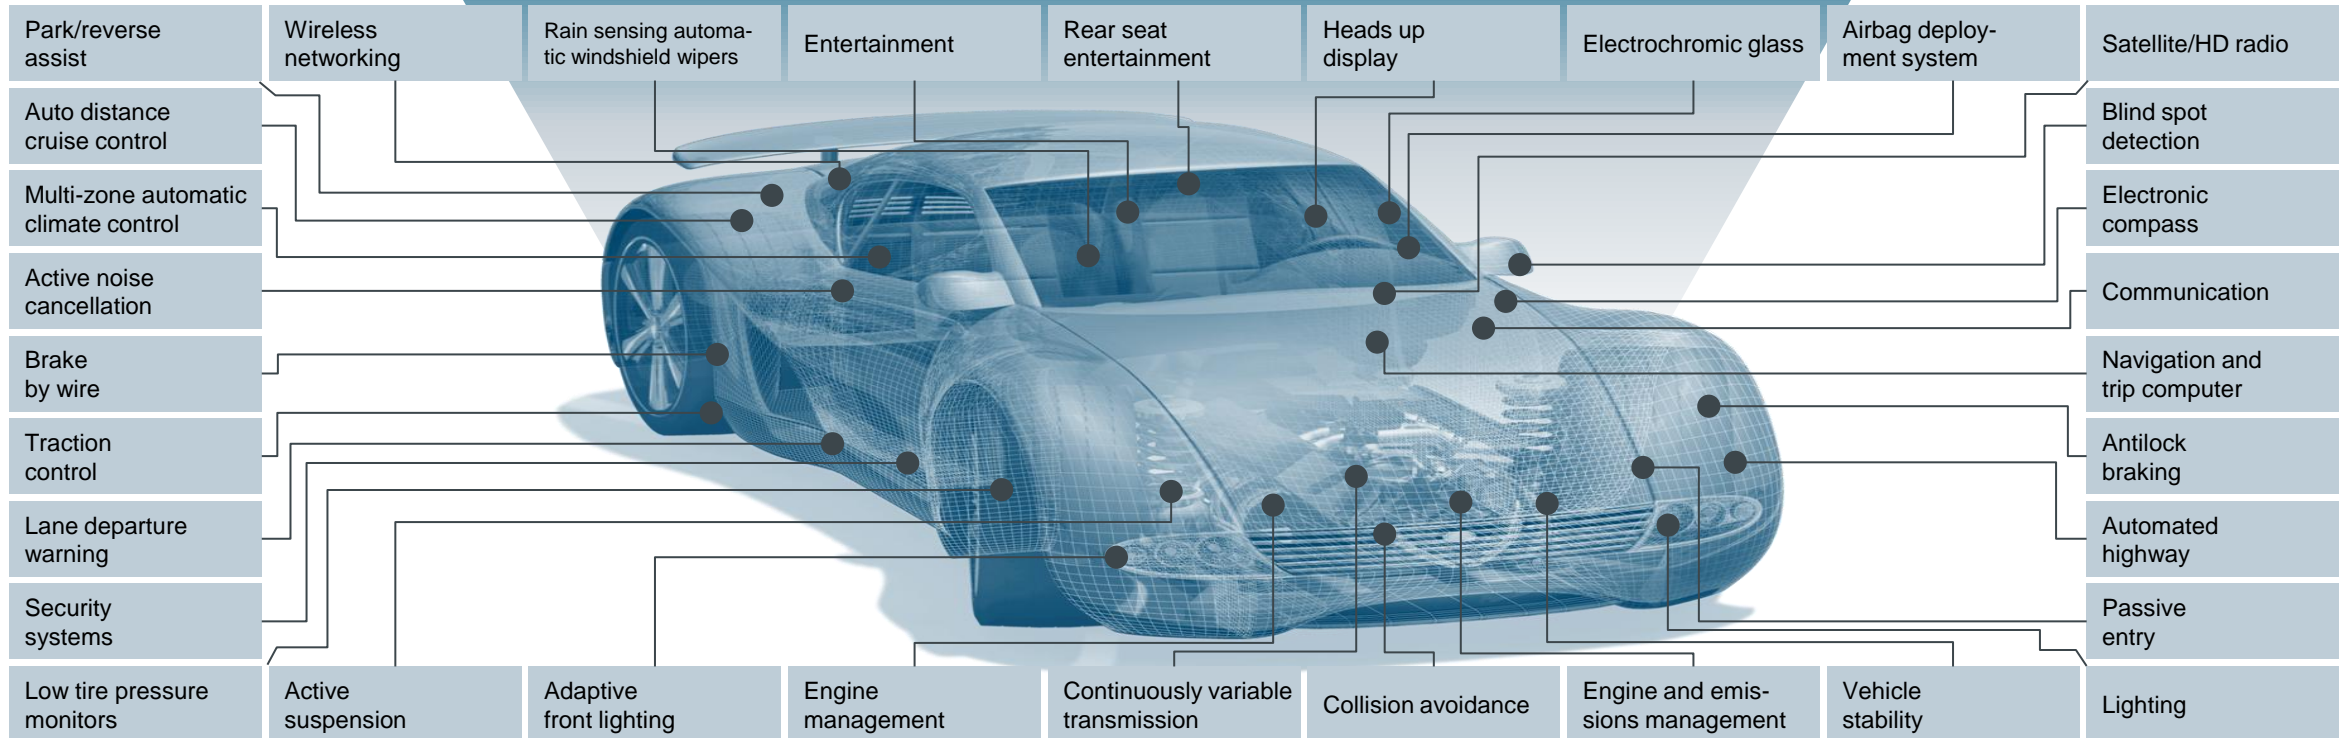 Park/reverse
assist
Wireless
networking
Rain sensing automa-
tic windshield wipers
Entertainment
Rear seat
entertainment
Heads up
display
Electrochromic glass
Airbag deploy-
ment system
Satellite/HD radio
Auto distance
cruise control
Multi-zone automatic
climate control
Active noise
cancellation
Brake
by wire
Traction
control
Lane departure
warning
Security
systems
Blind spot
detection
Electronic
compass
Communication
Navigation and
trip computer
Antilock
braking
Automated
highway
Passive
entry
Low tire pressure
monitors
Active
suspension
Adaptive
front lighting
Engine
management
Continuously variable
transmission
Collision avoidance
Engine and emis-
sions management
Vehicle
stability
Lighting